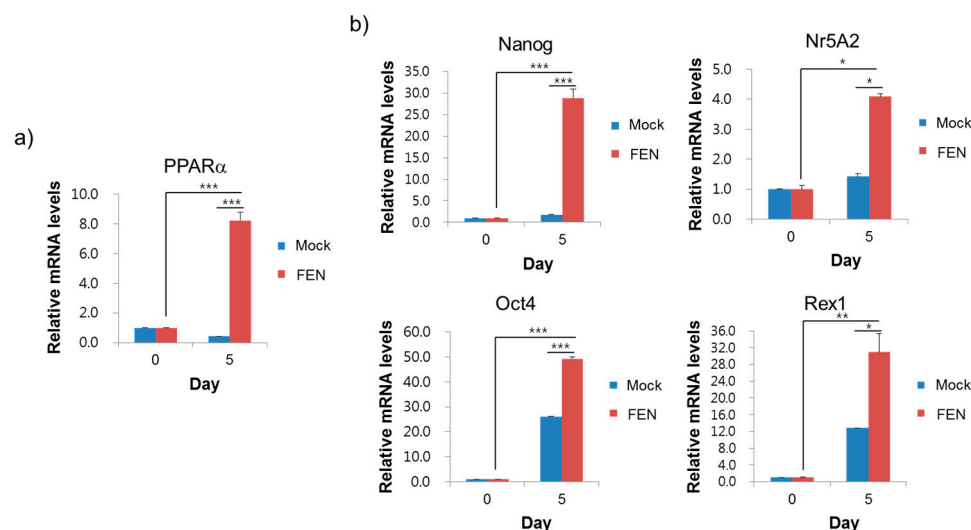 a)
PPARα
Relative mRNA levels
10.0
8.0
6.0
4.0
2.0
0.0
***
***
0
5
Day
Mock
FEN
b)
Nanog
Relative mRNA levels
35.0
30.0
25.0
20.0
15.0
10.0
5.0
0.0
***
***
0
5
Day
Mock
FEN
Nr5A2
Relative mRNA levels
5.0
4.0
3.0
2.0
1.0
0.0
*
*
0
5
Day
Mock
FEN
Oct4
Relative mRNA levels
60.0
50.0
40.0
30.0
20.0
10.0
0.0
***
***
0
5
Day
Mock
FEN
Rex1
Relative mRNA levels
36.0
32.0
28.0
24.0
20.0
16.0
12.0
8.0
4.0
0.0
**
*
0
5
Day
Mock
FEN